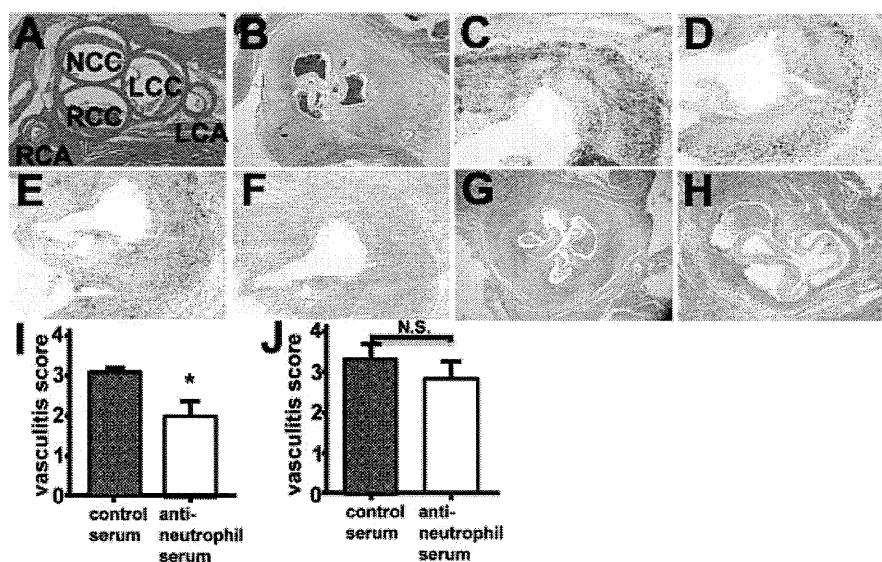 A
NCC
LCC
RCC
LCA
RCA
B
C
D
E
F
G
H
I
vasculitis score
4
3
2
1
0
*
control serum
anti-neutrophil serum
J
vasculitis score
4
3
2
1
0
N.S.
control serum
anti-neutrophil serum